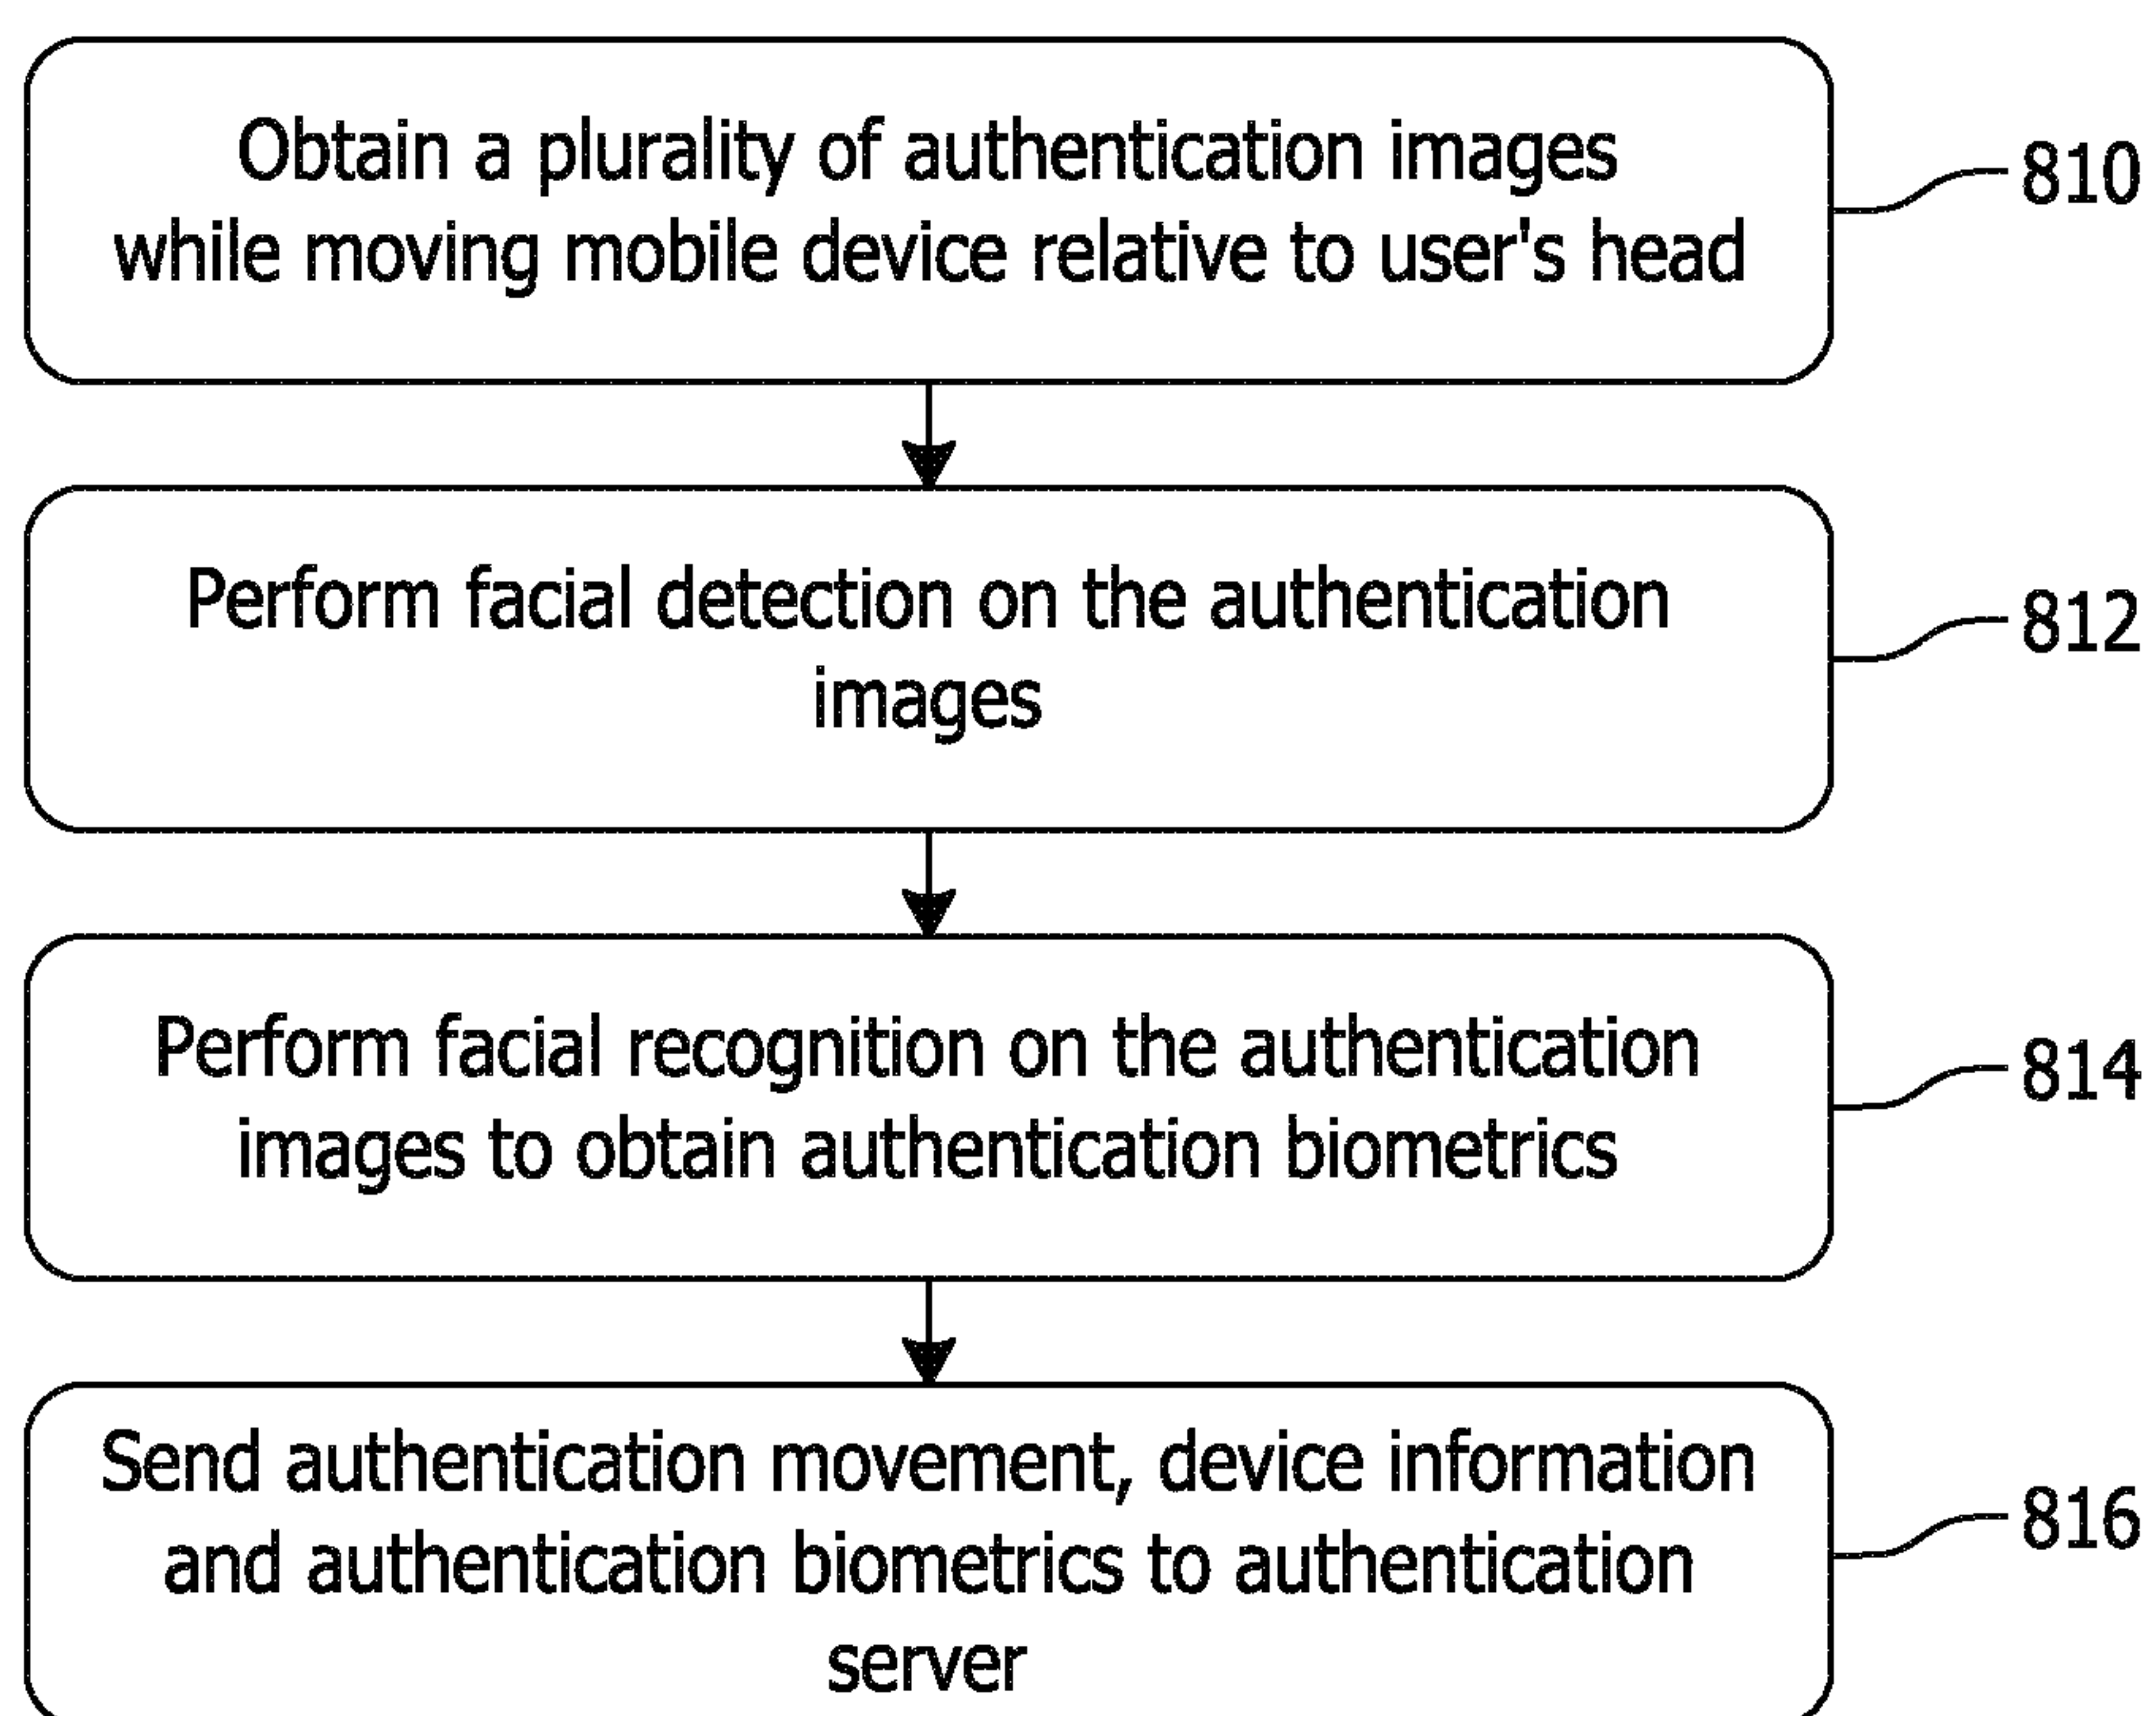 Obtain a plurality of authentication images
while moving mobile device relative to user's head
810
Perform facial detection on the authentication
images
812
Perform facial recognition on the authentication
images to obtain authentication biometrics
814
Send authentication movement, device information
and authentication biometrics to authentication
server
816